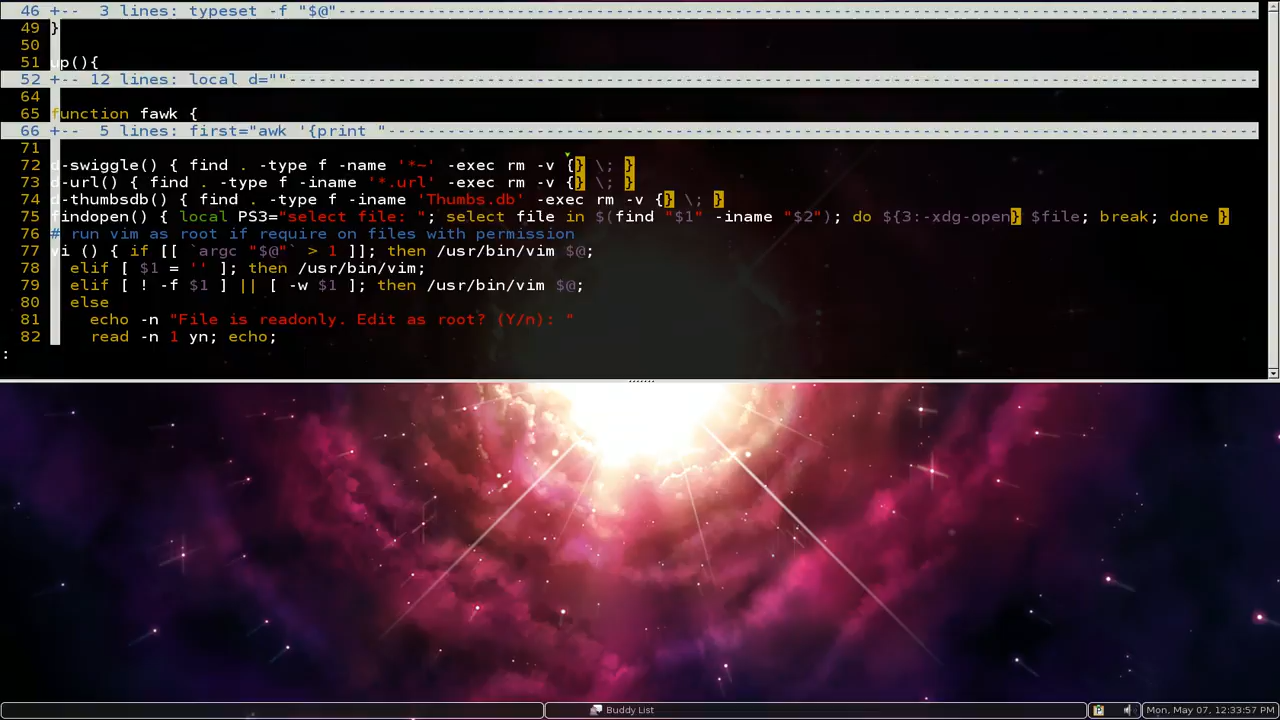 46 +--  3 lines: typeset -f "$@"--------------------------------------------------------------------------------------------
49 }
50
51 up(){
52 +-- 12 lines: local d=""-------------------------------------------------------------------------------------------------
64
65 function fawk {
66 +--  5 lines: first="awk '{print "---------------------------------------------------------------------------------------
71
72 d-swiggle() { find . -type f -name '*~' -exec rm -v {} \; }
73 d-url() { find . -type f -iname '*.url' -exec rm -v {} \; }
74 d-thumbsdb() { find . -type f -iname 'Thumbs.db' -exec rm -v {} \; }
75 findopen() { local PS3="select file: "; select file in $(find "$1" -iname "$2"); do ${3:-xdg-open} $file; break; done }
76 # run vim as root if require on files with permission
77 vi () { if [[ `argc "$@"` > 1 ]]; then /usr/bin/vim $@;
78   elif [ $1 = '' ]; then /usr/bin/vim;
79   elif [ ! -f $1 ] || [ -w $1 ]; then /usr/bin/vim $@;
80   else
81     echo -n "File is readonly. Edit as root? (Y/n): "
82     read -n 1 yn; echo;
:
Buddy List
Mon, May 07, 12:33:57 PM